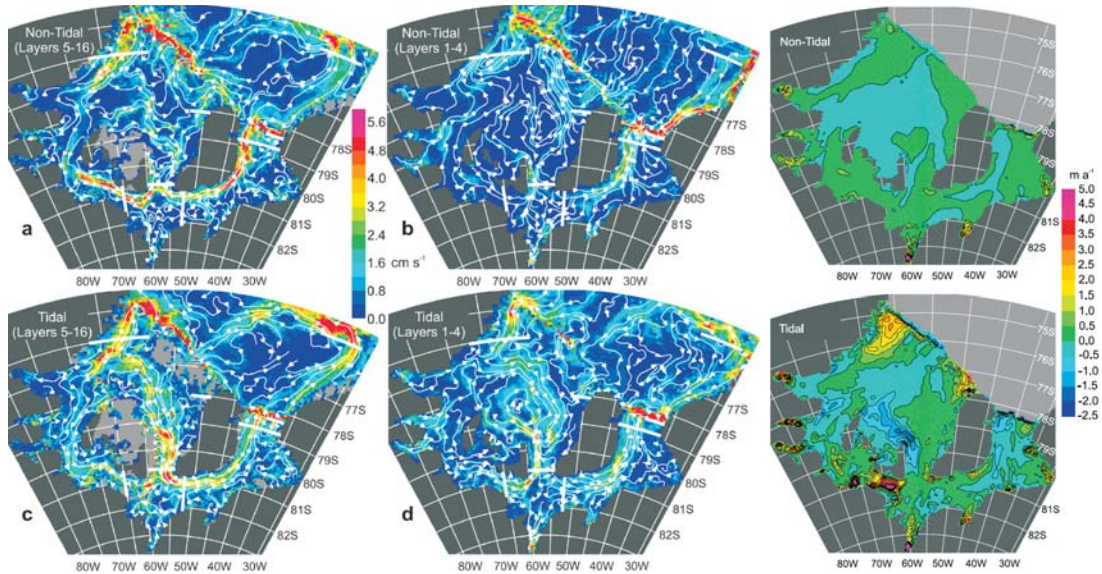 Non-Tidal
(Layers 5-16)
a
77S
78S
79S
80S
81S
82S
80W 70W 60W 50W 40W 30W
5.6
4.8
4.0
3.2
2.4
1.6
0.8
0.0
cm s⁻¹
Non-Tidal
(Layers 1-4)
b
77S
78S
79S
80S
81S
82S
80W 70W 60W 50W 40W 30W
Non-Tidal
75S
76S
77S
78S
79S
80S
81S
82S
80W 70W 60W 50W 40W 30W
m a⁻¹
5.0
4.5
4.0
3.5
3.0
2.5
2.0
1.5
1.0
0.5
0.0
-0.5
-1.0
-1.5
-2.0
-2.5
Tidal
(Layers 5-16)
c
77S
78S
79S
80S
81S
82S
80W 70W 60W 50W 40W 30W
Tidal
(Layers 1-4)
d
77S
78S
79S
80S
81S
82S
80W 70W 60W 50W 40W 30W
Tidal
75S
76S
77S
78S
79S
80S
81S
82S
80W 70W 60W 50W 40W 30W